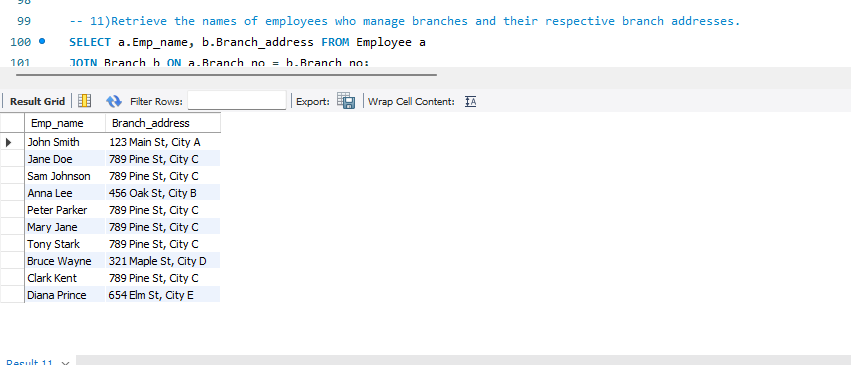 98
99 -- 11)Retrieve the names of employees who manage branches and their respective branch addresses.
100 SELECT a.Emp_name, b.Branch_address FROM Employee a
101 JOIN Branch b ON a.Branch_no = b.Branch_no;
Result Grid Filter Rows: Export: Wrap Cell Content:
Emp_name Branch_address
John Smith 123 Main St, City A
Jane Doe 789 Pine St, City C
Sam Johnson 789 Pine St, City C
Anna Lee 456 Oak St, City B
Peter Parker 789 Pine St, City C
Mary Jane 789 Pine St, City C
Tony Stark 789 Pine St, City C
Bruce Wayne 321 Maple St, City D
Clark Kent 789 Pine St, City C
Diana Prince 654 Elm St, City E
Result 11